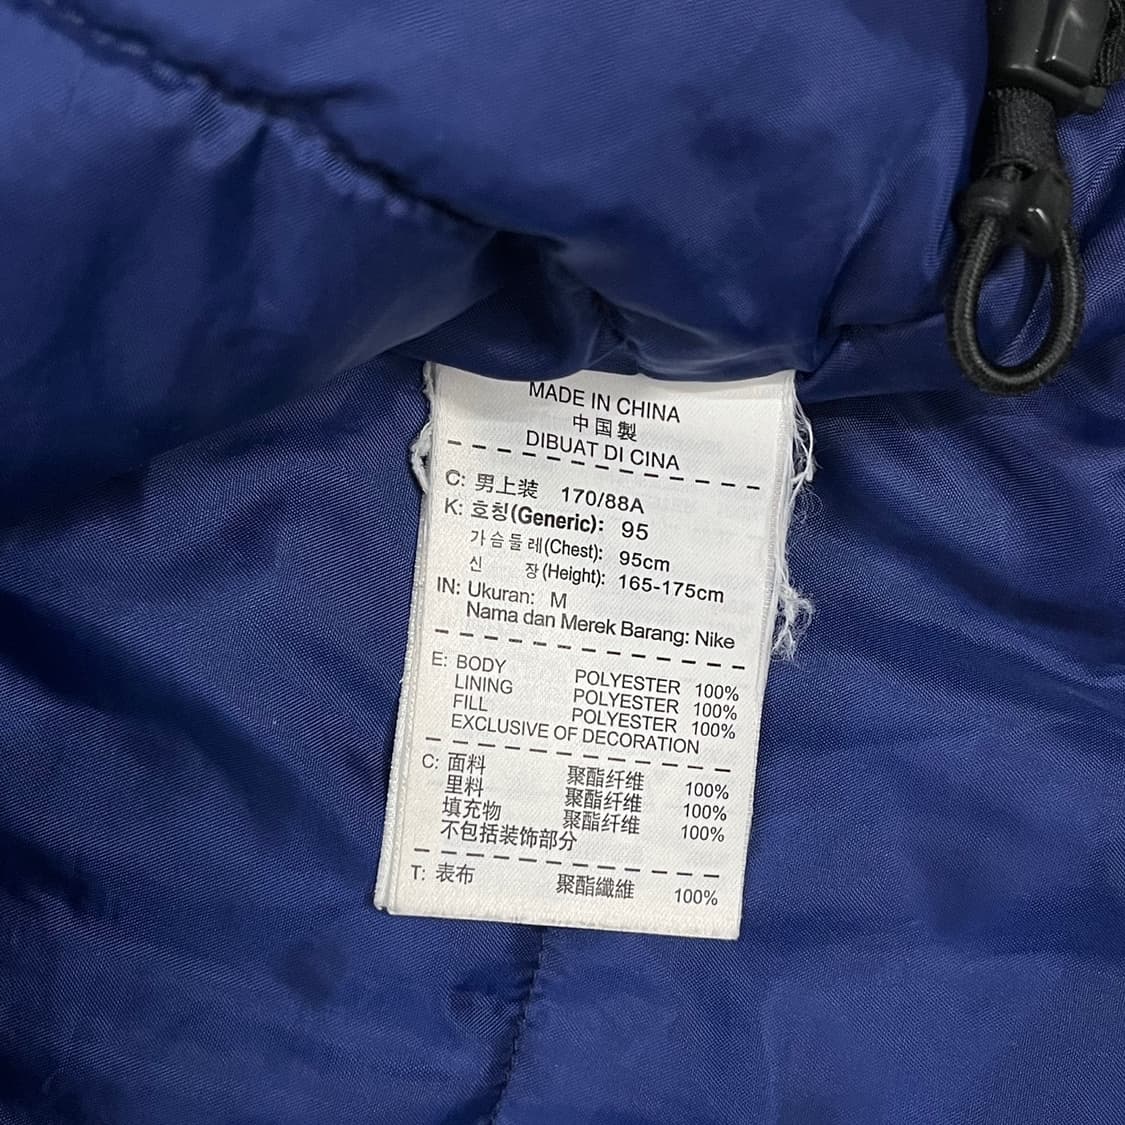 MADE IN CHINA
中国製
DIBUAT DI CINA
C: 男上装 170/88A
K: 호칭(Generic): 95
가슴둘레(Chest): 95cm
신 장(Height): 165-175cm
IN: Ukuran: M
Nama dan Merek Barang: Nike
E: BODY POLYESTER 100%
LINING POLYESTER 100%
FILL POLYESTER 100%
EXCLUSIVE OF DECORATION
C: 面料 聚酯纤维 100%
里料 聚酯纤维 100%
填充物 聚酯纤维 100%
不包括装饰部分
T: 表布 聚酯纖維 100%